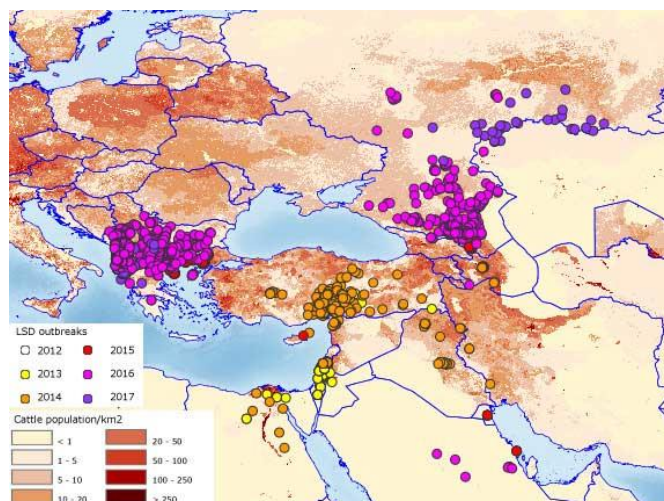 LSD outbreaks
2012 2015
2013 2016
2014 2017
Cattle population/km2
< 1 20 - 50
1 - 5 50 - 100
5 - 10 100 - 250
10 - 20 > 250